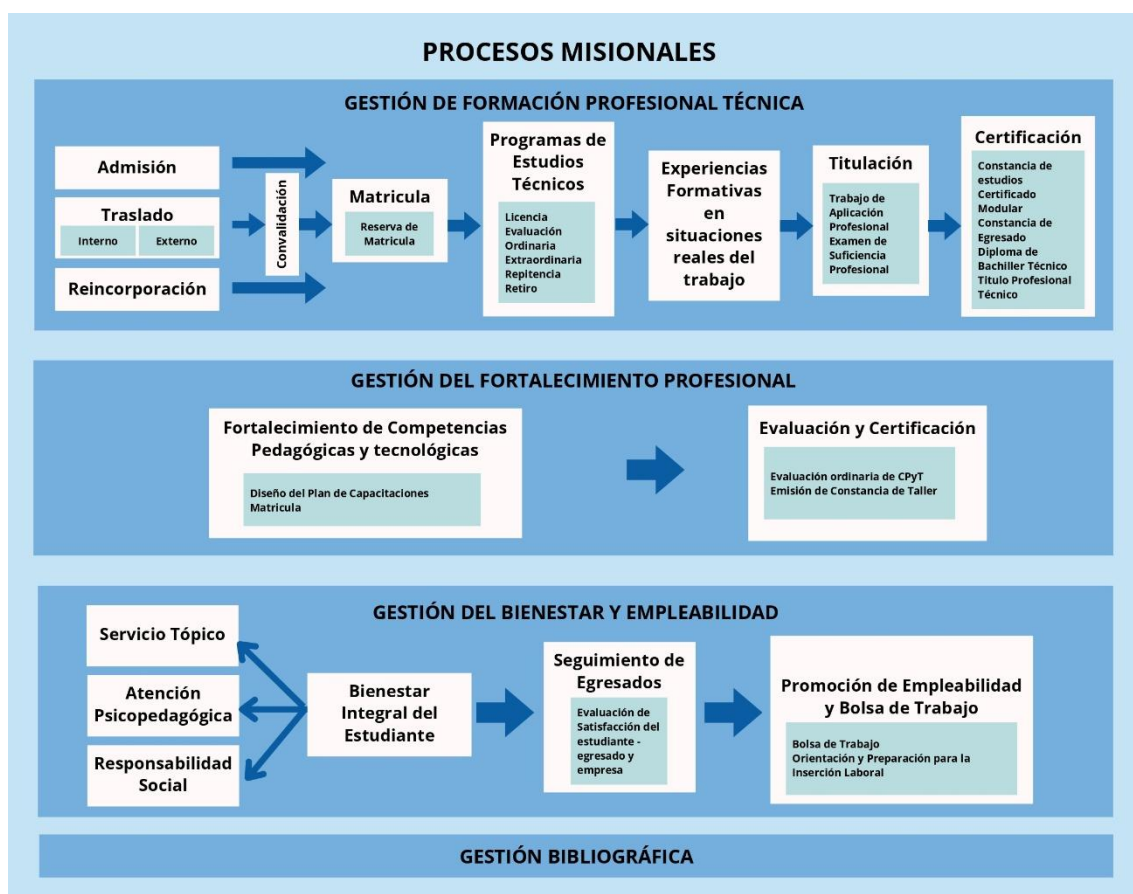 PROCESOS MISIONALES
GESTIÓN DE FORMACIÓN PROFESIONAL TÉCNICA
Admisión
Traslado
Interno
Externo
Reincorporación
Convalidación
Matricula
Reserva de
Matricula
Programas de
Estudios
Técnicos
Licencia
Evaluación
Ordinaria
Extraordinaria
Repitencia
Retiro
Experiencias
Formativas
en
situaciones
reales del
trabajo
Titulación
Trabajo de
Aplicación
Profesional
Examen de
Suficiencia
Profesional
Certificación
Constancia de
estudios
Certificado
Modular
Constancia de
Egresado
Diploma de
Bachiller Técnico
Titulo Profesional
Técnico
GESTIÓN DEL FORTALECIMIENTO PROFESIONAL
Fortalecimiento de Competencias
Pedagógicas y tecnológicas
Diseño del Plan de Capacitaciones
Matricula
Evaluación y Certificación
Evaluación ordinaria de CPyT
Emisión de Constancia de Taller
GESTIÓN DEL BIENESTAR Y EMPLEABILIDAD
Servicio Tópico
Atención
Psicopedagógica
Responsabilidad
Social
Bienestar
Integral del
Estudiante
Seguimiento de
Egresados
Evaluación de
Satisfacción del
estudiante -
egresado y
empresa
Promoción de Empleabilidad
y Bolsa de Trabajo
Bolsa de Trabajo
Orientación y Preparación para la
Inserción Laboral
GESTIÓN BIBLIOGRÁFICA